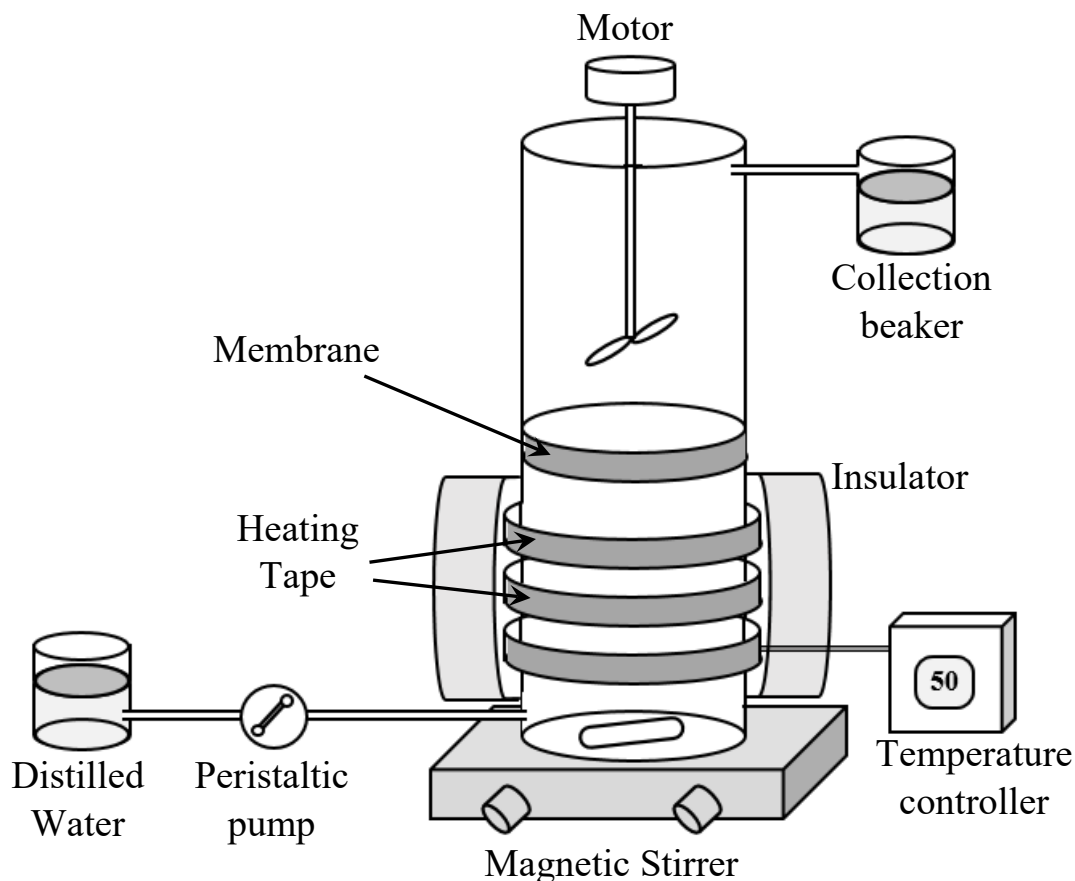 Motor
Collection
beaker
Membrane
Insulator
Heating
Tape
50
Distilled
Water
Peristaltic
pump
Temperature
controller
Magnetic Stirrer